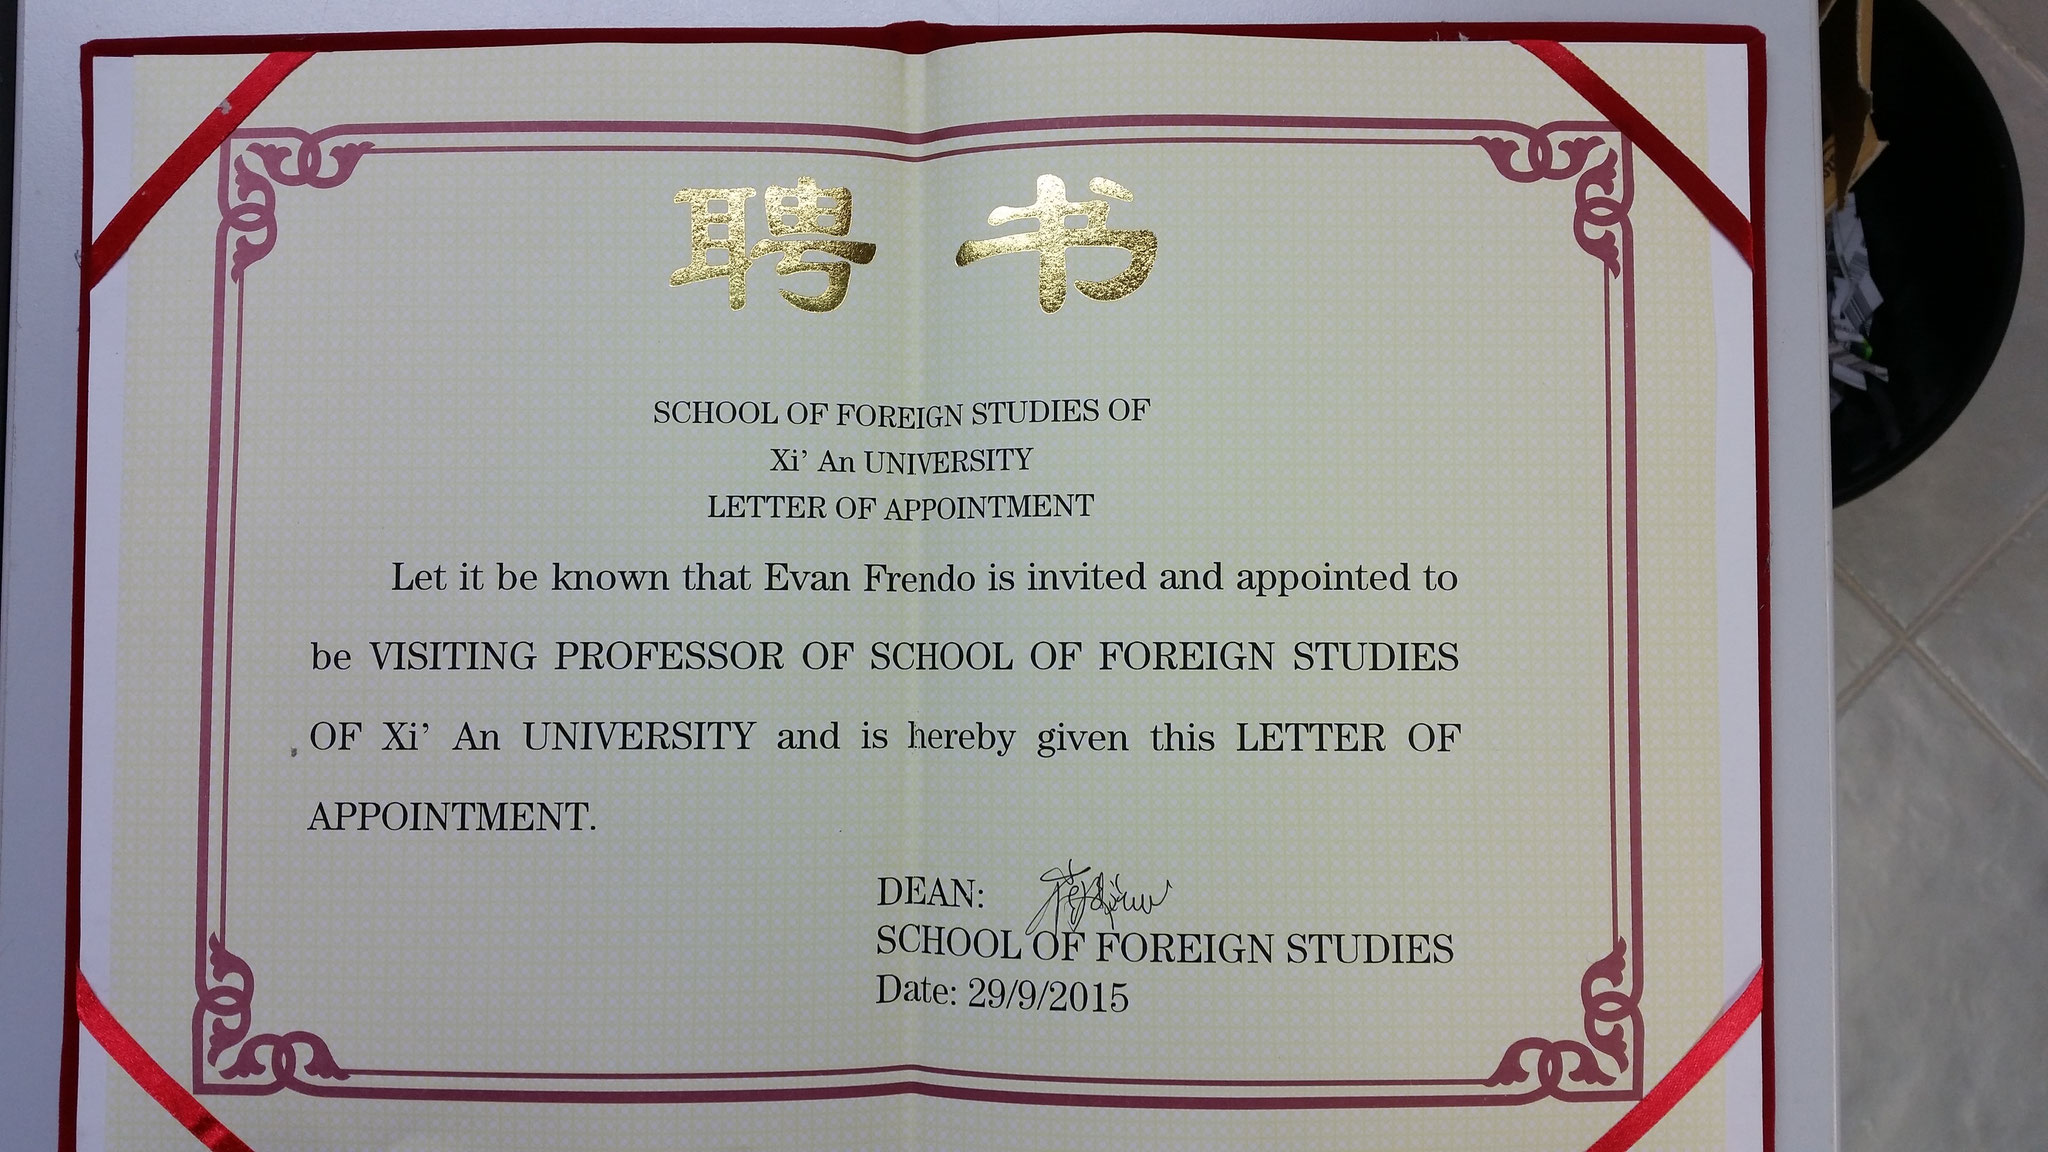 聘书
SCHOOL OF FOREIGN STUDIES OF
Xi' An UNIVERSITY
LETTER OF APPOINTMENT
Let it be known that Evan Frendo is invited and appointed to
be VISITING PROFESSOR OF SCHOOL OF FOREIGN STUDIES
OF Xi' An UNIVERSITY and is hereby given this LETTER OF
APPOINTMENT.
DEAN:
SCHOOL OF FOREIGN STUDIES
Date: 29/9/2015